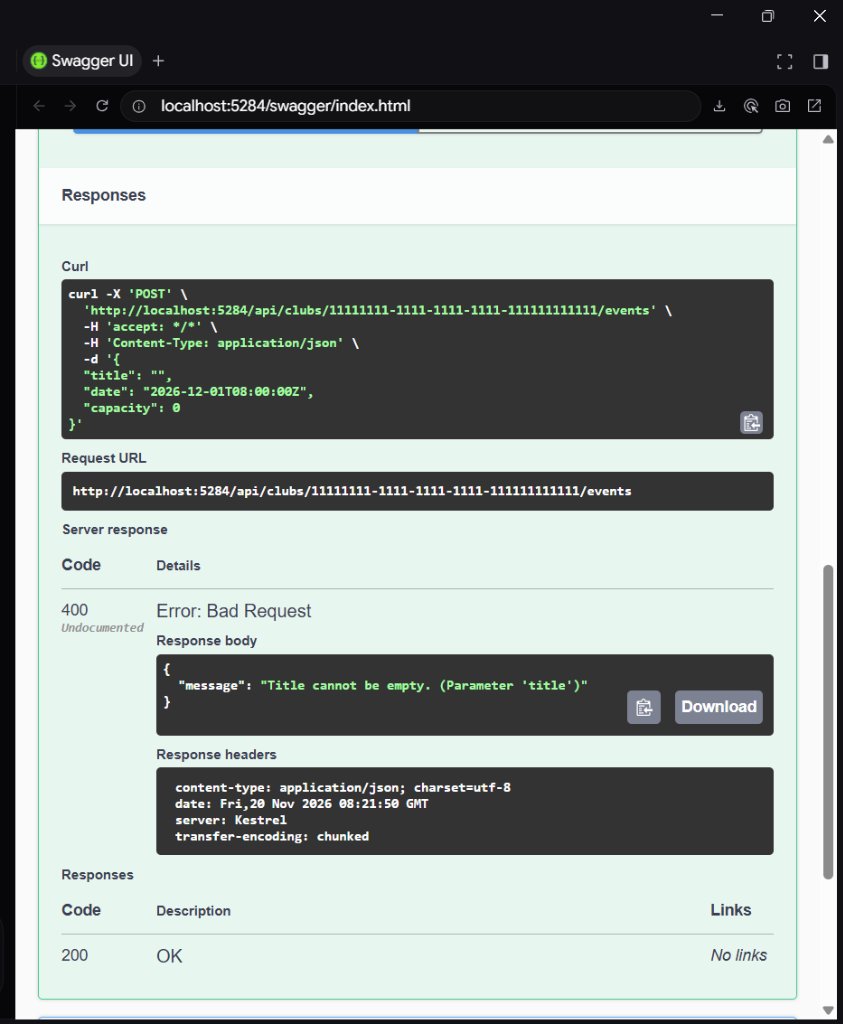 Swagger UI
localhost:5284/swagger/index.html
Responses
Curl
curl -X 'POST' \
'http://localhost:5284/api/clubs/11111111-1111-1111-1111-111111111111/events' \
-H 'accept: */*' \
-H 'Content-Type: application/json' \
-d '{
"title": "",
"date": "2026-12-01T08:00:00Z",
"capacity": 0
}'
Request URL
http://localhost:5284/api/clubs/11111111-1111-1111-1111-111111111111/events
Server response
Code Details
400 Error: Bad Request
Undocumented
Response body
{
"message": "Title cannot be empty. (Parameter 'title')"
}
Download
Response headers
content-type: application/json; charset=utf-8
date: Fri,20 Nov 2026 08:21:50 GMT
server: Kestrel
transfer-encoding: chunked
Responses
Code Description Links
200 OK No links